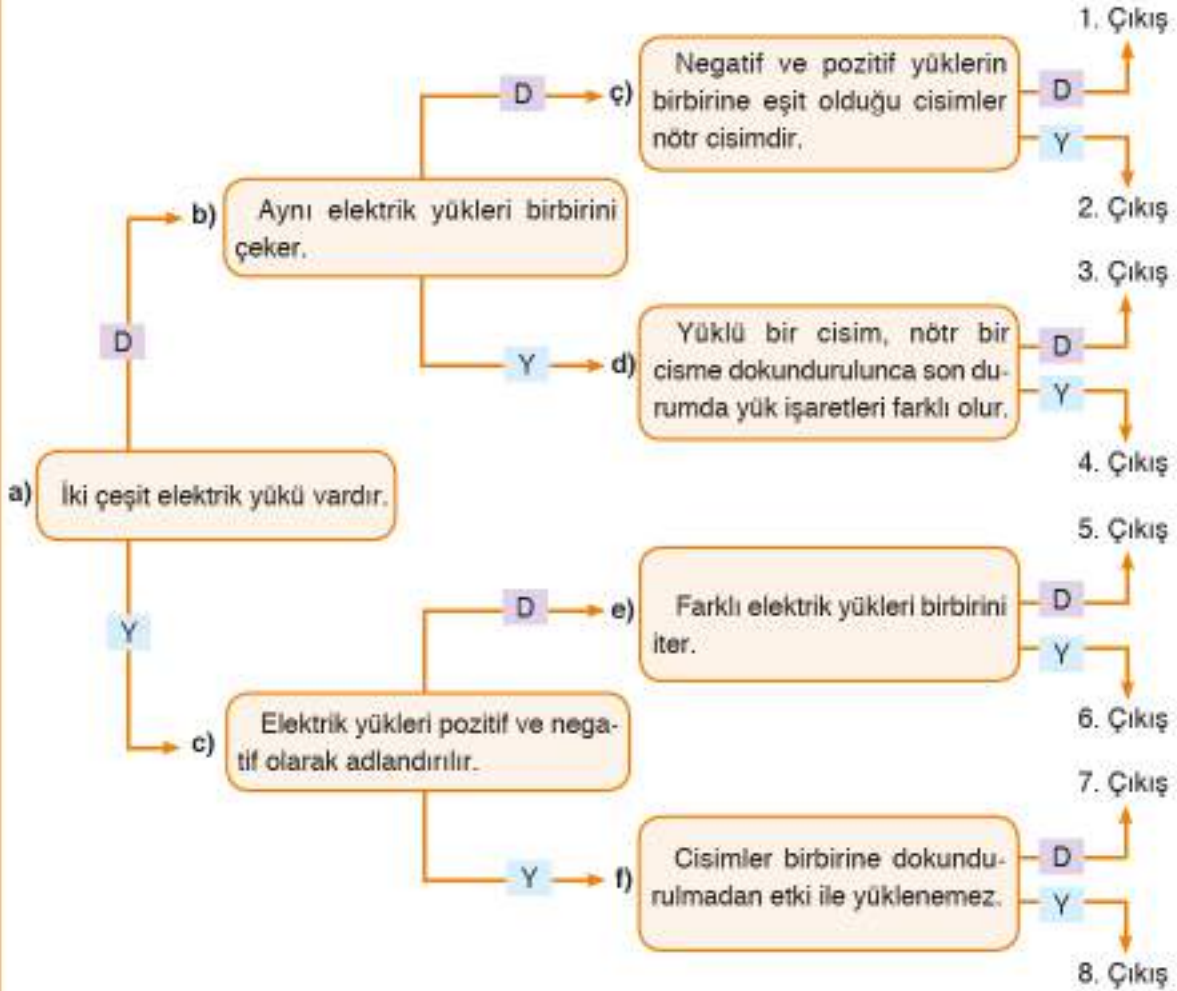 a) İki çeşit elektrik yükü vardır.
D
Y
b) Aynı elektrik yükleri birbirini
çeker.
D
Y
c) Elektrik yükleri pozitif ve nega-
tif olarak adlandırılır.
D
Y
ç) Negatif ve pozitif yüklerin
birbirine eşit olduğu cisimler
nötr cisimdir.
D
Y
1. Çıkış
2. Çıkış
d) Yüklü bir cisim, nötr bir
cisme dokundurulunca son du-
rumda yük işaretleri farklı olur.
D
Y
3. Çıkış
4. Çıkış
e) Farklı elektrik yükleri birbirini
iter.
D
Y
5. Çıkış
6. Çıkış
f) Cisimler birbirine dokundu-
rulmadan etki ile yüklenemez.
D
Y
7. Çıkış
8. Çıkış